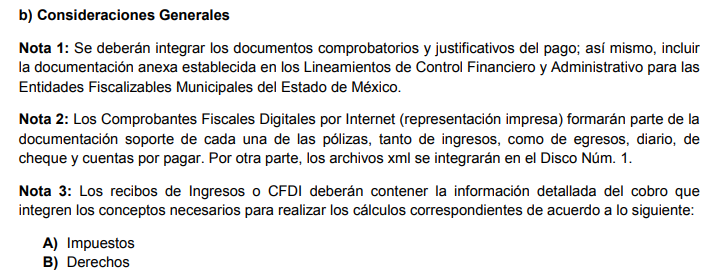 b) Consideraciones Generales
Nota 1: Se deberán integrar los documentos comprobatorios y justificativos del pago; así mismo, incluir
la documentación anexa establecida en los Lineamientos de Control Financiero y Administrativo para las
Entidades Fiscalizables Municipales del Estado de México.
Nota 2: Los Comprobantes Fiscales Digitales por Internet (representación impresa) formarán parte de la
documentación soporte de cada una de las pólizas, tanto de ingresos, como de egresos, diario, de
cheque y cuentas por pagar. Por otra parte, los archivos xml se integrarán en el Disco Núm. 1.
Nota 3: Los recibos de Ingresos o CFDI deberán contener la información detallada del cobro que
integren los conceptos necesarios para realizar los cálculos correspondientes de acuerdo a lo siguiente:
A) Impuestos
B) Derechos